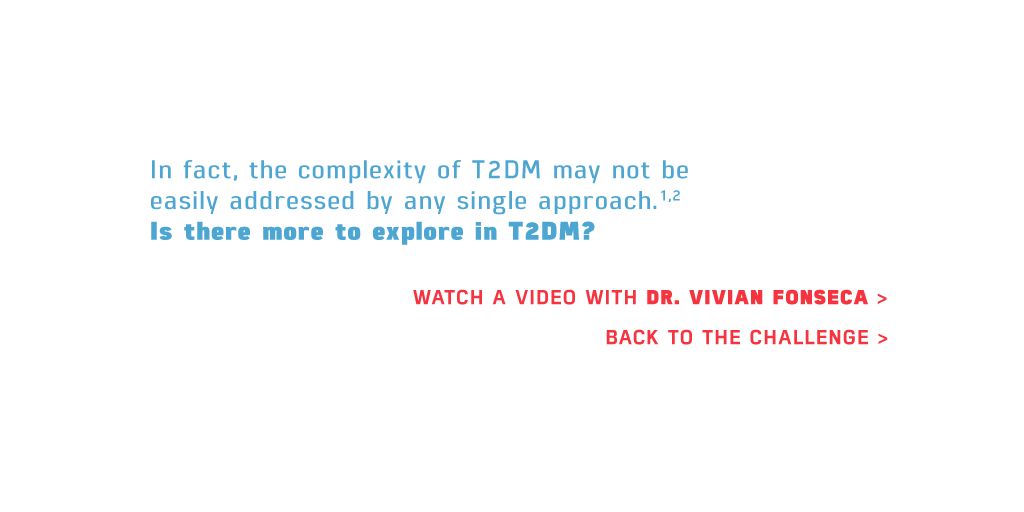 In fact, the complexity of T2DM may not be
easily addressed by any single approach.¹,²
Is there more to explore in T2DM?
WATCH A VIDEO WITH DR. VIVIAN FONSECA >
BACK TO THE CHALLENGE >